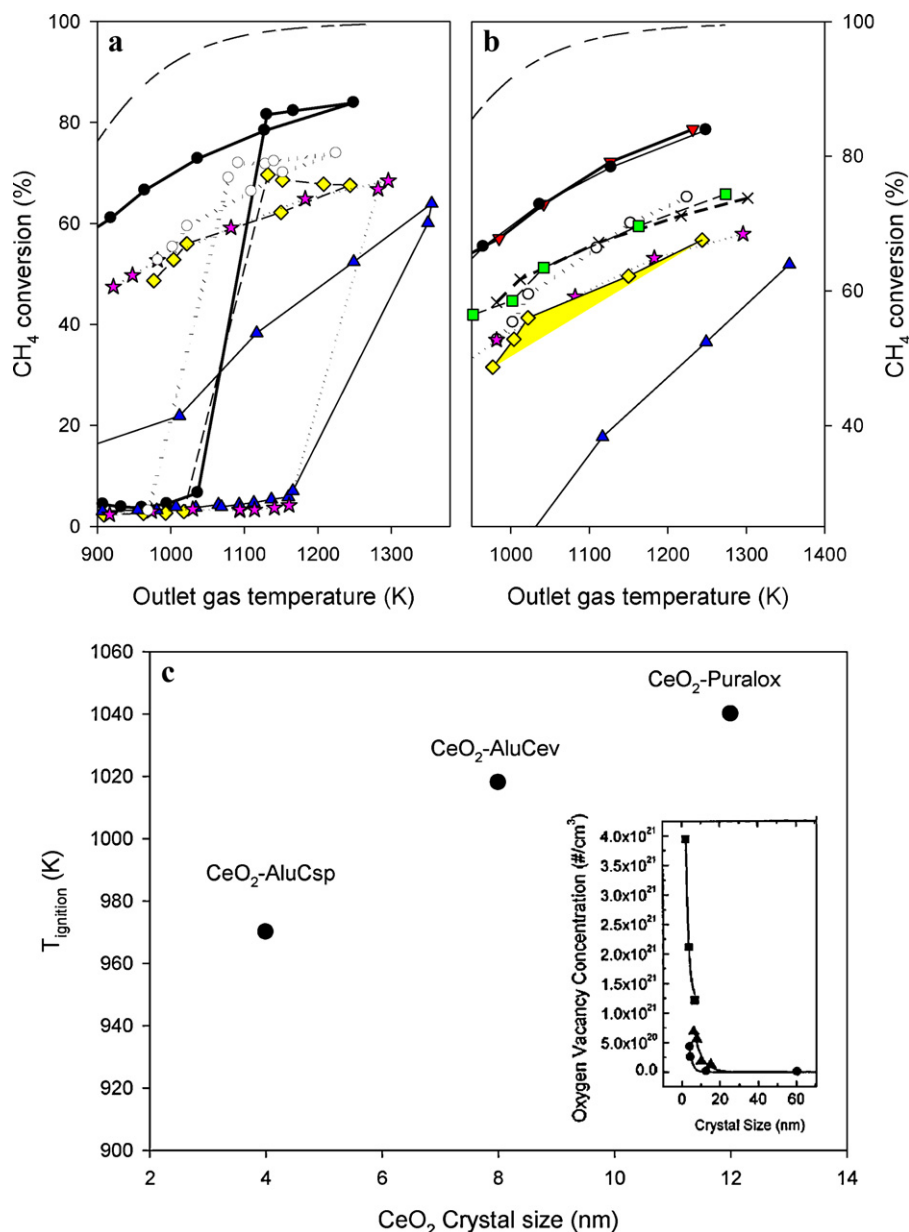 a
b
100
80
60
40
20
0
CH4 conversion (%)
900 1000 1100 1200 1300
Outlet gas temperature (K)
100
80
60
40
CH4 conversion (%)
1000 1100 1200 1300 1400
Outlet gas temperature (K)
c
1060
1040
1020
1000
980
960
940
920
900
Tignition (K)
CeO2-Puralox
CeO2-AluCev
CeO2-AluCsp
Oxygen Vacancy Concentration (#/cm3)
4.0x10^21
3.5x10^21
3.0x10^21
2.5x10^21
2.0x10^21
1.5x10^21
1.0x10^21
5.0x10^20
0.0
0 20 40 60
Crystal Size (nm)
2 4 6 8 10 12 14
CeO2 Crystal size (nm)